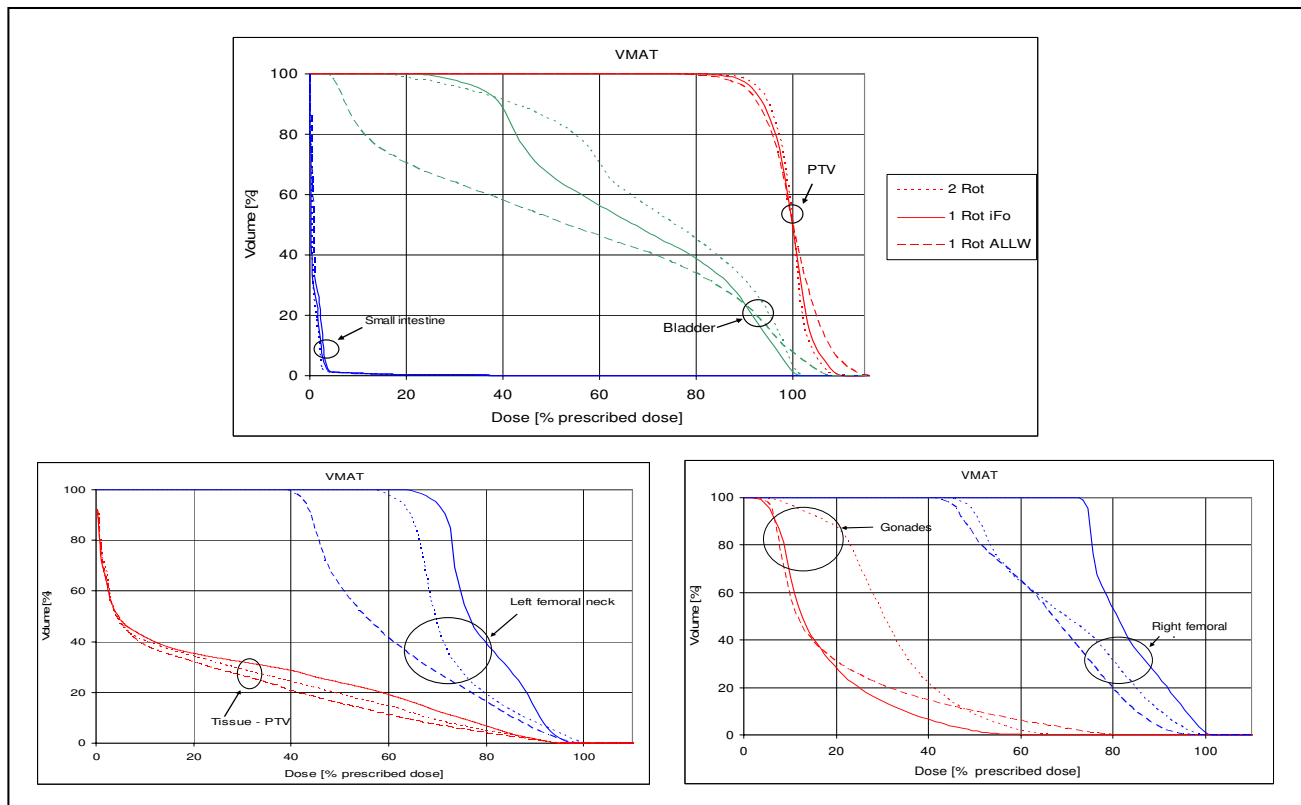 VMAT
100
80
60
40
20
0
Volume [%]
0 20 40 60 80 100
Dose [% prescribed dose]
Small intestine
Bladder
PTV
2 Rot
1 Rot iFo
1 Rot ALLW
VMAT
100
80
60
40
20
0
Volume [%]
0 20 40 60 80 100
Dose [% prescribed dose]
Left femoral neck
Tissue - PTV
VMAT
100
80
60
40
20
0
Volume [%]
0 20 40 60 80 100
Dose [% prescribed dose]
Gonades
Right femoral